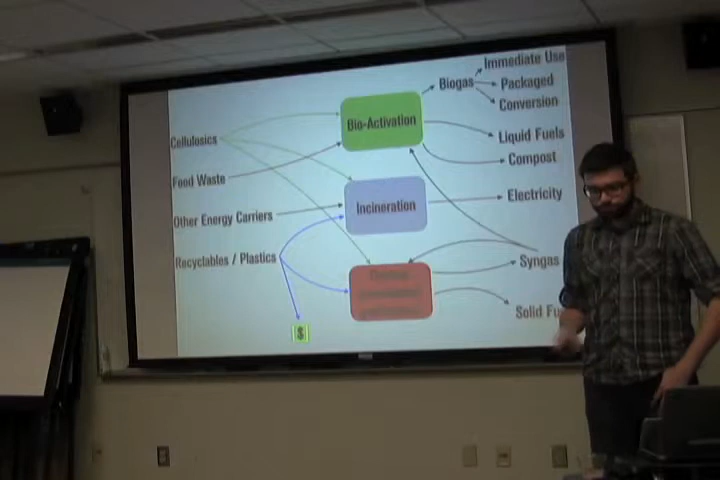 Immediate Use
Biogas
Packaged
Conversion
Bio-Activation
Cellulosics
Liquid Fuels
Compost
Food Waste
Electricity
Incineration
Other Energy Carriers
Recyclables / Plastics
Syngas
Solid
$